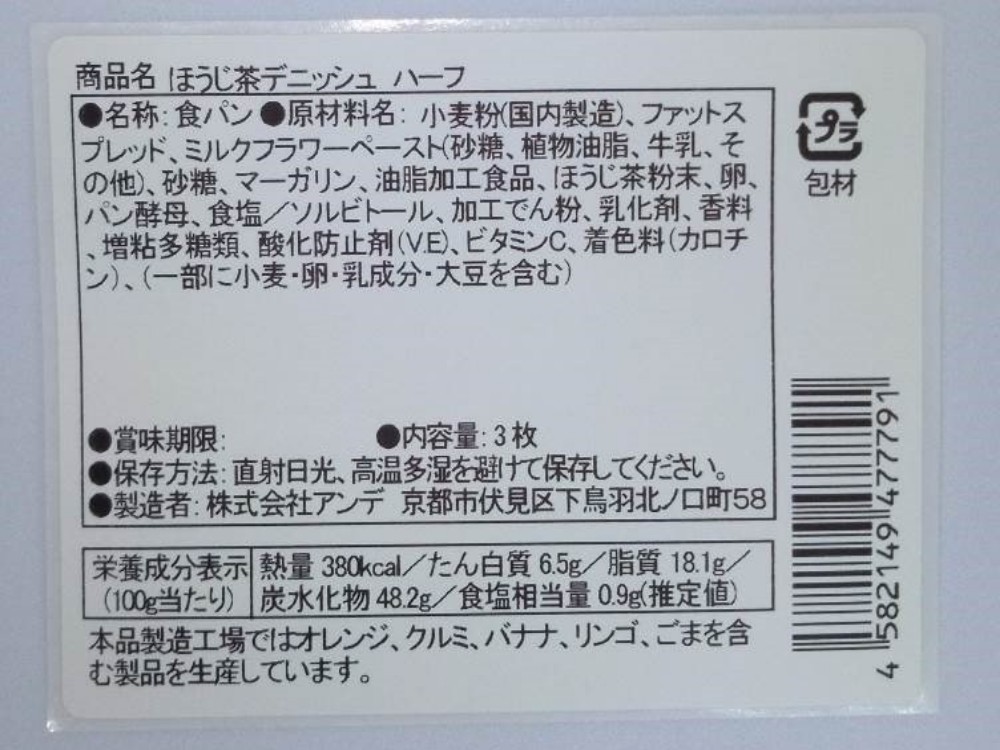 商品名 ほうじ茶デニッシュ ハーフ
●名称: 食パン ●原材料名: 小麦粉(国内製造)、ファットス
プレッド、ミルクフラワーペースト(砂糖、植物油脂、牛乳、そ
の他)、砂糖、マーガリン、油脂加工食品、ほうじ茶粉末、卵、
パン酵母、食塩／ソルビトール、加工でん粉、乳化剤、香料
、増粘多糖類、酸化防止剤(V.E)、ビタミンC、着色料(カロチ
ン)、(一部に小麦・卵・乳成分・大豆を含む)
プラ
包材
●賞味期限: ●内容量: 3枚
●保存方法: 直射日光、高温多湿を避けて保存してください。
●製造者: 株式会社アンデ 京都市伏見区下鳥羽北ノ口町58
栄養成分表示 熱量 380kcal／たん白質 6.5g／脂質 18.1g／
(100g当たり) 炭水化物 48.2g／食塩相当量 0.9g(推定値)
本品製造工場ではオレンジ、クルミ、バナナ、リンゴ、ごまを含
む製品を生産しています。
4 582149 477791